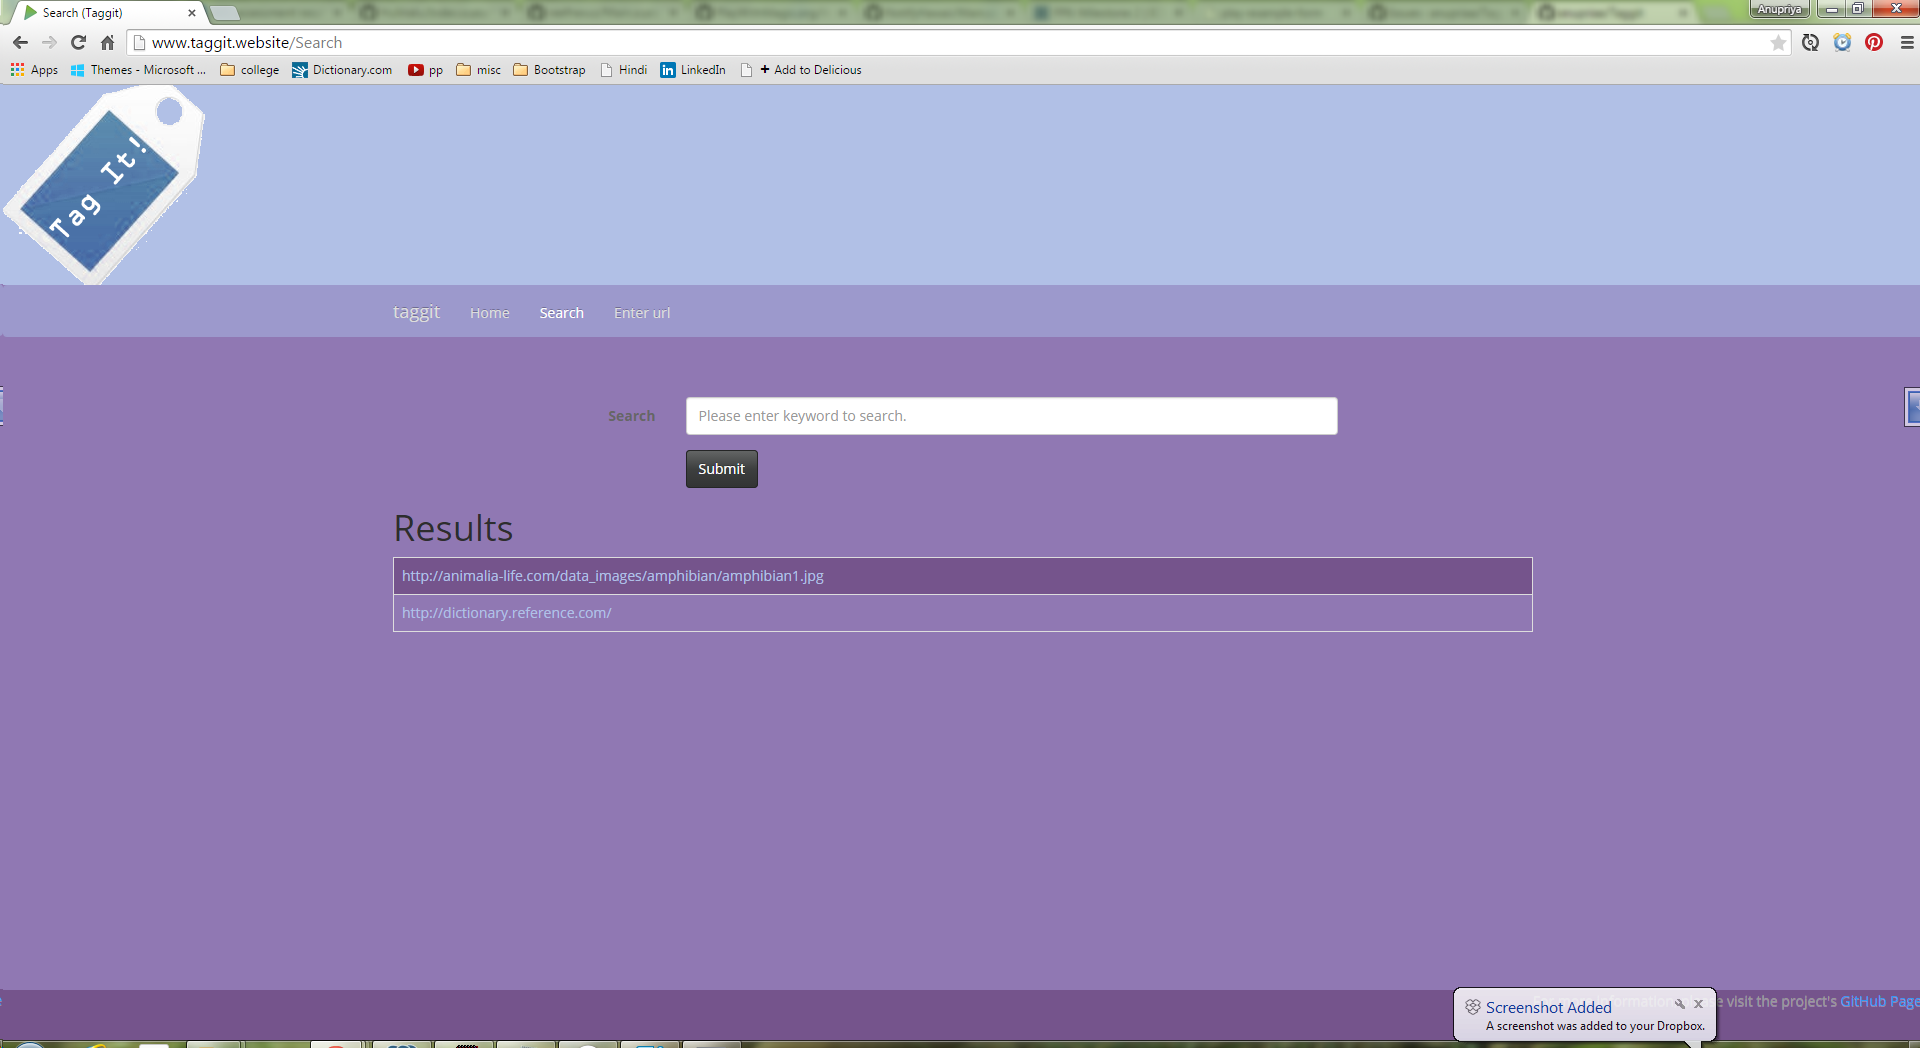 Search (Taggit)
Anupriya
www.taggit.website/Search
Apps
Themes - Microsoft ...
college
Dictionary.com
pp
misc
Bootstrap
Hindi
LinkedIn
+ Add to Delicious
Tag It!
taggit
Home
Search
Enter url
Search
Please enter keyword to search.
Submit
Results
http://animalia-life.com/data_images/amphibian/amphibian1.jpg
http://dictionary.reference.com/
visit the project's GitHub Page
Screenshot Added
A screenshot was added to your Dropbox.